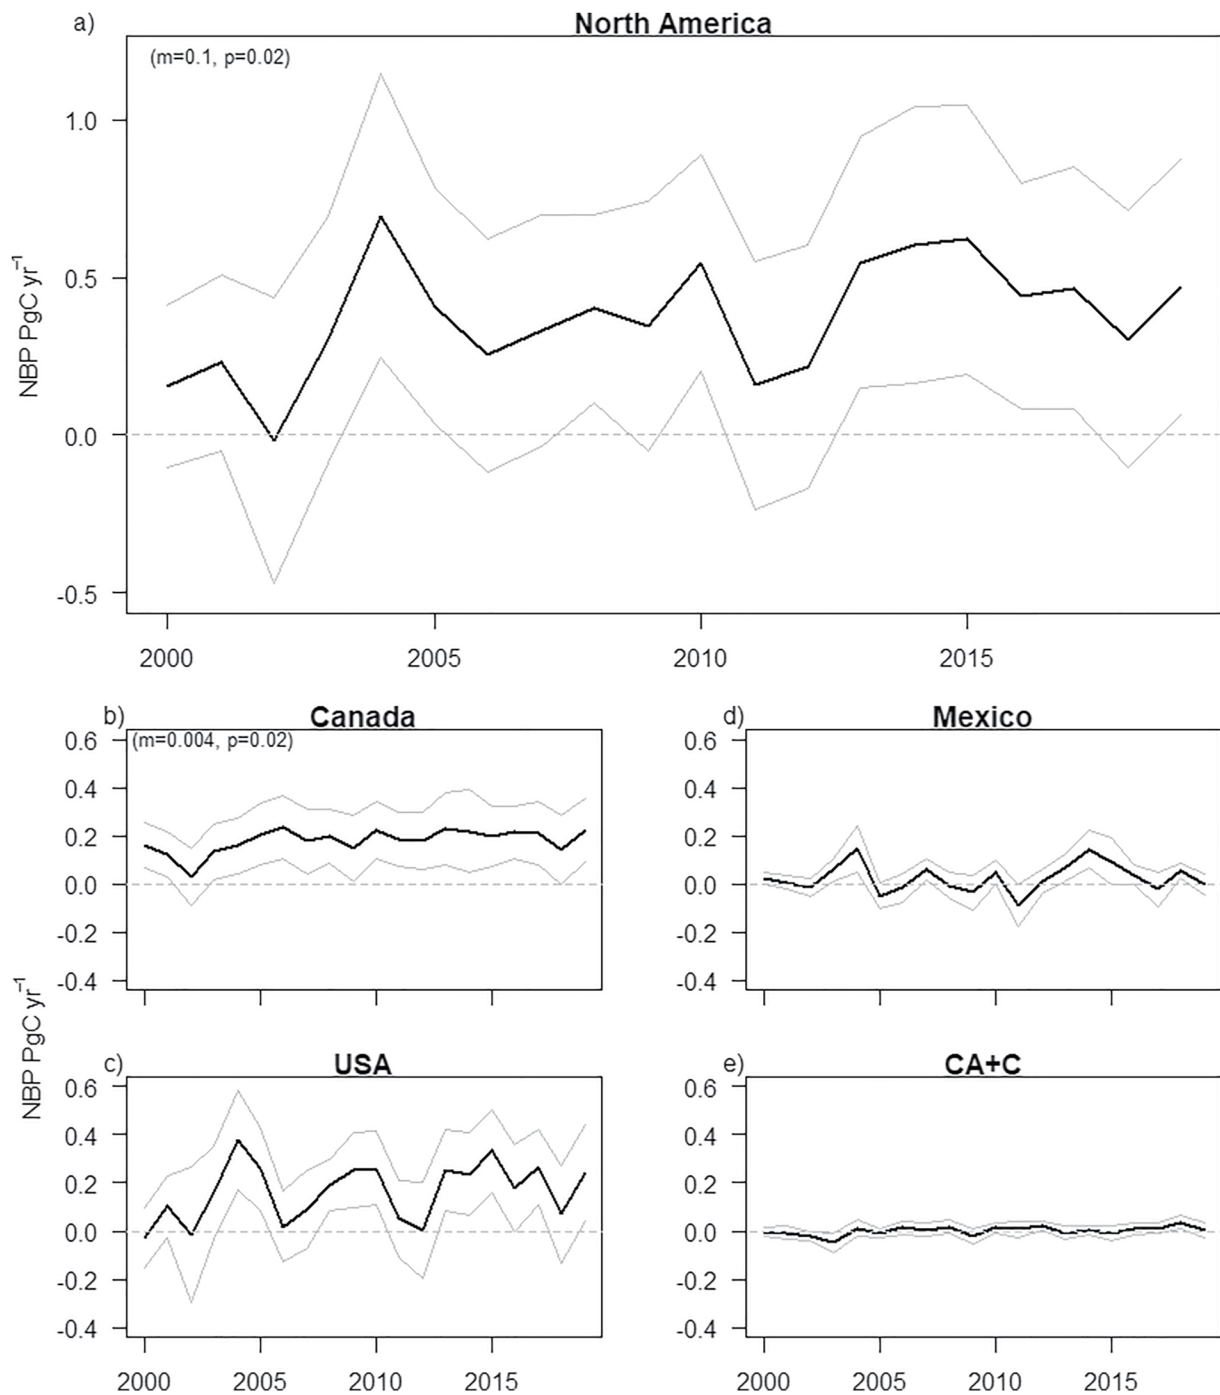 a) North America
(m=0.1, p=0.02)
1.0
0.5
0.0
-0.5
NBP PgC yr⁻¹
2000 2005 2010 2015
b) Canada
(m=0.004, p=0.02)
0.6
0.4
0.2
0.0
-0.2
-0.4
d) Mexico
0.6
0.4
0.2
0.0
-0.2
-0.4
NBP PgC yr⁻¹
c) USA
0.6
0.4
0.2
0.0
-0.2
-0.4
2000 2005 2010 2015
e) CA+C
0.6
0.4
0.2
0.0
-0.2
-0.4
2000 2005 2010 2015